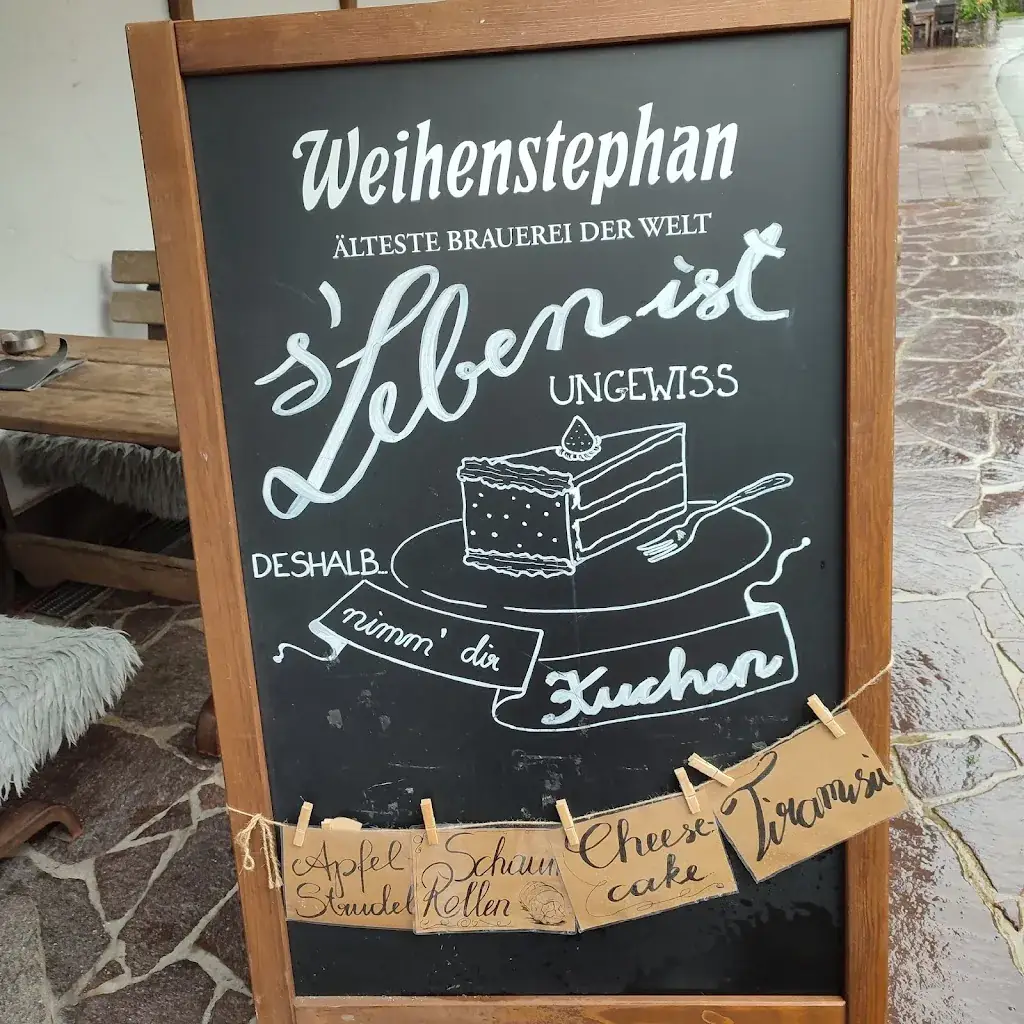 Weihenstephan
ÄLTESTE BRAUEREI DER WELT
s' Leben ist
UNGEWISS
DESHALB..
nimm' dir
Kuchen
Apfel
Strudel
Schaum
Rollen
Cheese-
cake
Tiramisu